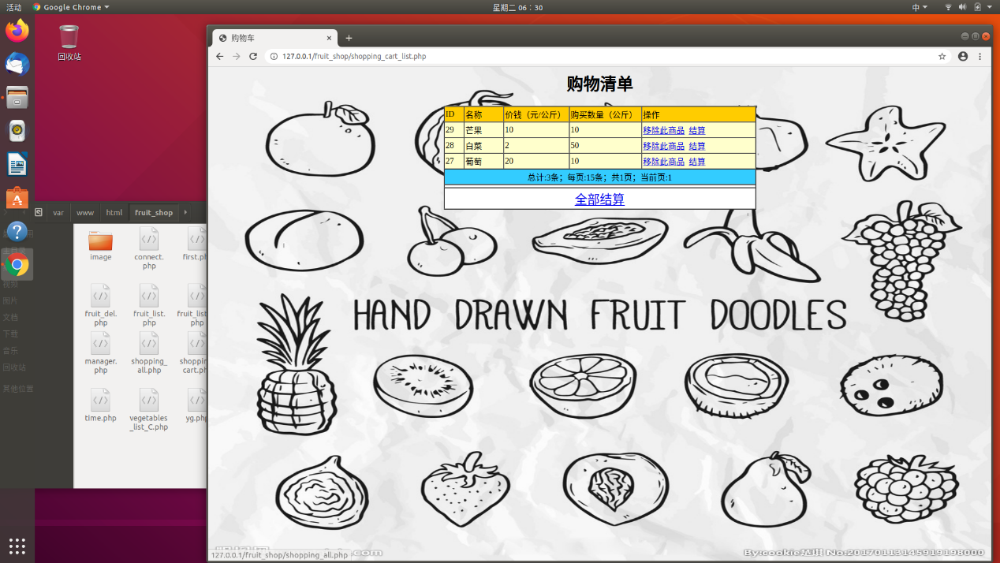 活动 Google Chrome 星期二 06：30 中
回收站
购物车
127.0.0.1/fruit_shop/shopping_cart_list.php
购物清单
ID 名称 价钱（元/公斤） 购买数量（公斤） 操作
29 芒果 10 10 移除此商品 结算
28 白菜 2 50 移除此商品 结算
27 葡萄 20 10 移除此商品 结算
总计:3条；每页:15条；共1页；当前页:1
全部结算
HAND DRAWN FRUIT DOODLES
var www html fruit_shop
image
connect.
php
first.ph
视频
图片
文档
下载
音乐
回收站
其他位置
fruit_del.
php
fruit_list.
php
fruit_list
php
manager.
php
shopping_
all.php
shoppin
cart.ph
time.php
vegetables
_list_C.php
yg.php
127.0.0.1/fruit_shop/shopping_all.php
.com